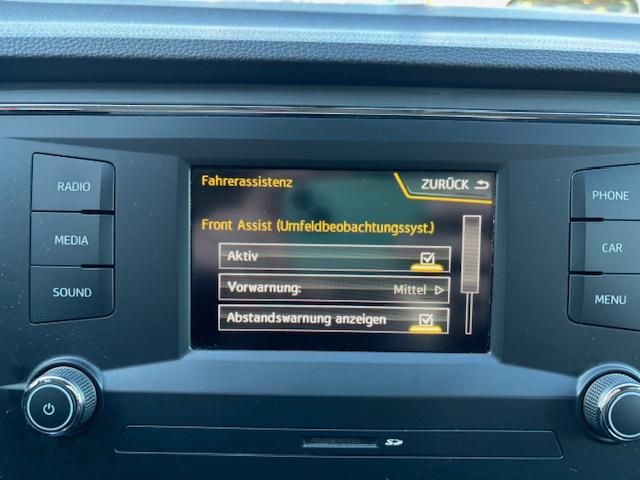 Fahrerassistenz
ZURÜCK
Front Assist (Umfeldbeobachtungssyst.)
Aktiv
Vorwarnung: Mittel
Abstandswarnung anzeigen
RADIO
MEDIA
SOUND
PHONE
CAR
MENU
SD